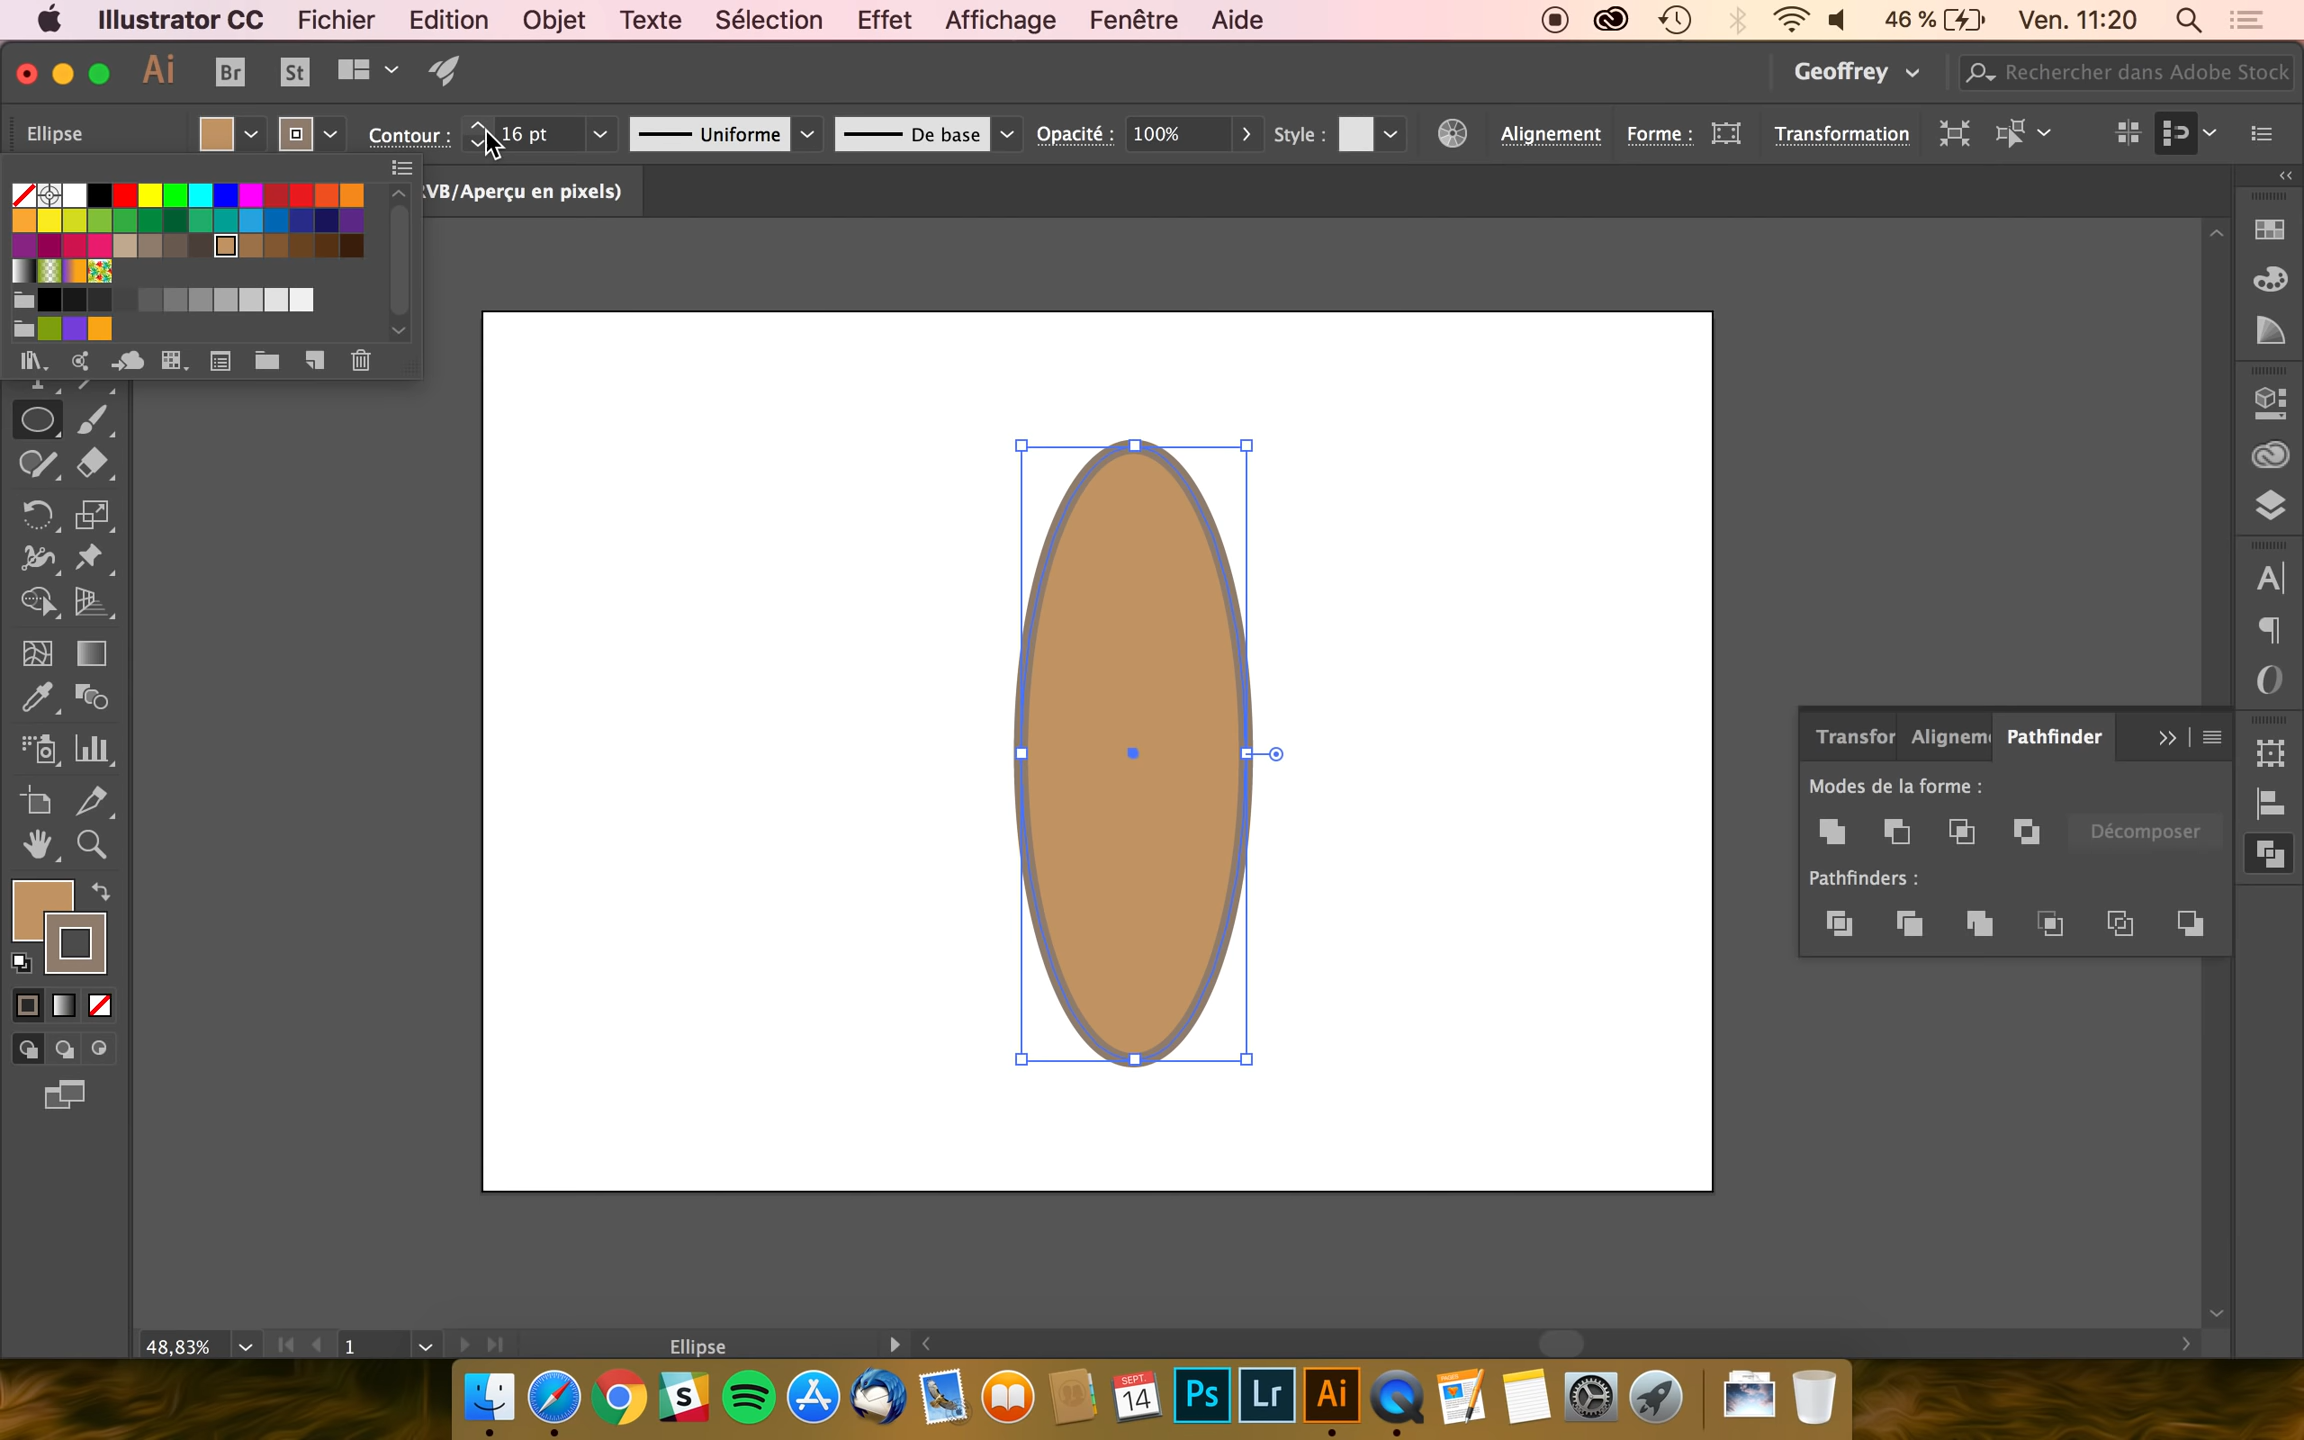 Illustrator CC Fichier Edition Objet Texte Sélection Effet Affichage Fenêtre Aide 46 % Ven. 11:20
Ai Br St Geoffrey Rechercher dans Adobe Stock
Ellipse Contour : 16 pt Uniforme De base Opacité : 100% Style : Alignement Forme : Transformation
VB/Aperçu en pixels)
Transfor Alignem Pathfinder
Modes de la forme :
Décomposer
Pathfinders :
48,83% 1 Ellipse
SEPT.
14
Ps Lr Ai